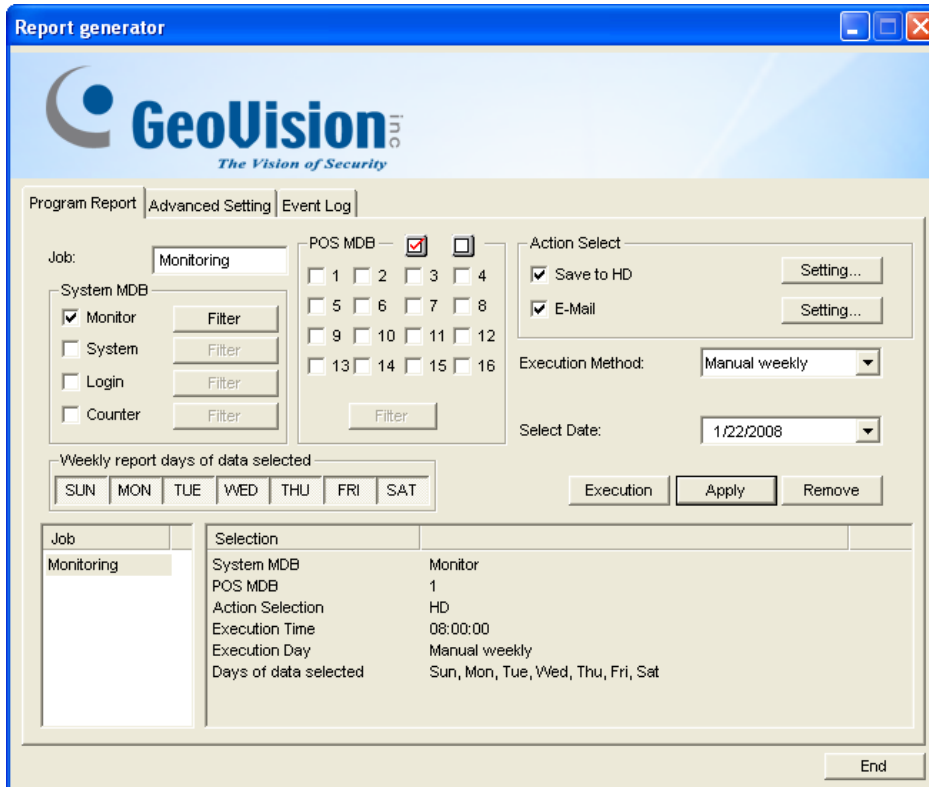 Report generator
GeoVision inc
The Vision of Security
Program Report Advanced Setting Event Log
Job: Monitoring
System MDB
Monitor Filter
System Filter
Login Filter
Counter Filter
POS MDB
1 2 3 4
5 6 7 8
9 10 11 12
13 14 15 16
Filter
Action Select
Save to HD Setting...
E-Mail Setting...
Execution Method: Manual weekly
Select Date: 1/22/2008
Weekly report days of data selected
SUN MON TUE WED THU FRI SAT
Execution Apply Remove
Job
Monitoring
Selection
System MDB Monitor
POS MDB 1
Action Selection HD
Execution Time 08:00:00
Execution Day Manual weekly
Days of data selected Sun, Mon, Tue, Wed, Thu, Fri, Sat
End